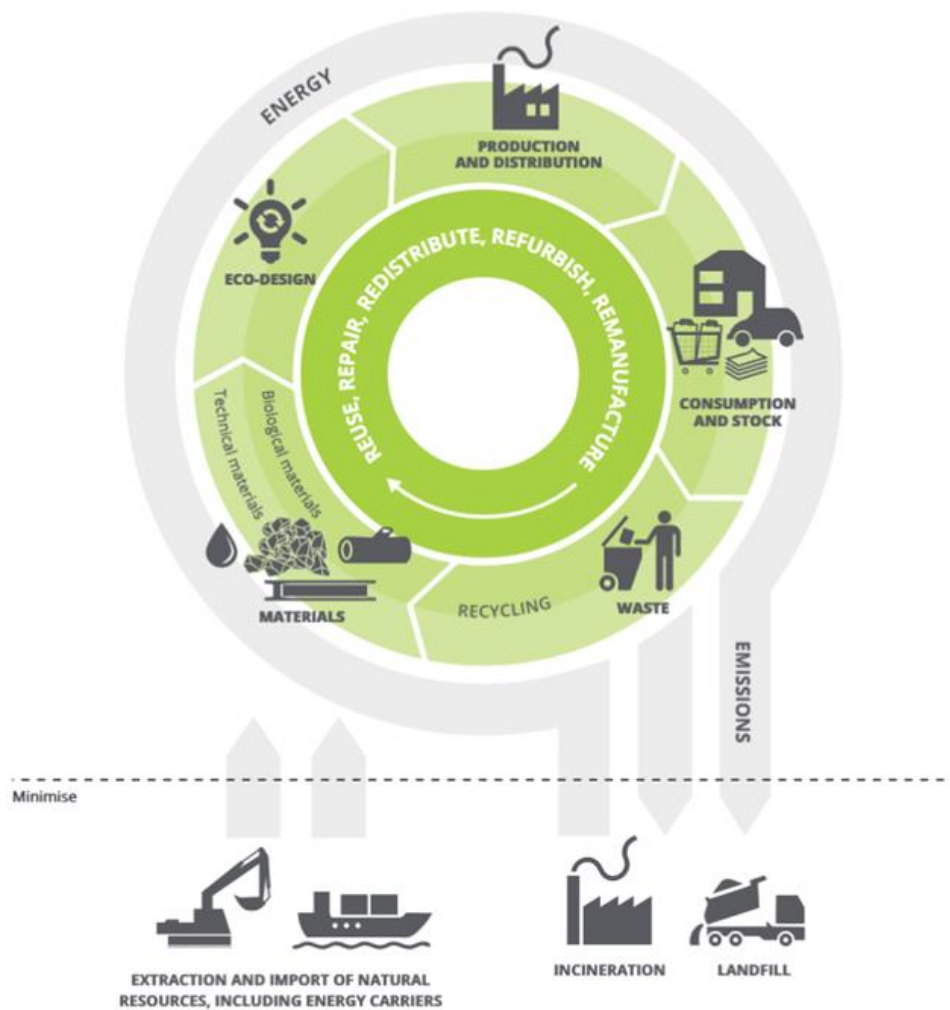 ENERGY
PRODUCTION
AND DISTRIBUTION
ECO-DESIGN
REUSE, REPAIR, REDISTRIBUTE, REFURBISH, REMANUFACTURE
CONSUMPTION
AND STOCK
Technical materials
Biological materials
MATERIALS
RECYCLING
WASTE
EMISSIONS
Minimise
EXTRACTION AND IMPORT OF NATURAL
RESOURCES, INCLUDING ENERGY CARRIERS
INCINERATION
LANDFILL